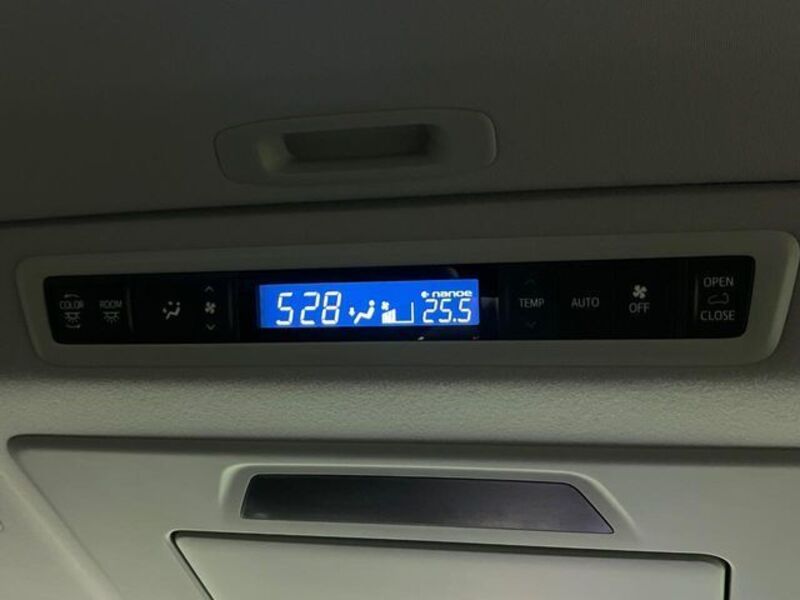 COLOR
ROOM
528
nanoe
25.5
TEMP
AUTO
OFF
OPEN
CLOSE